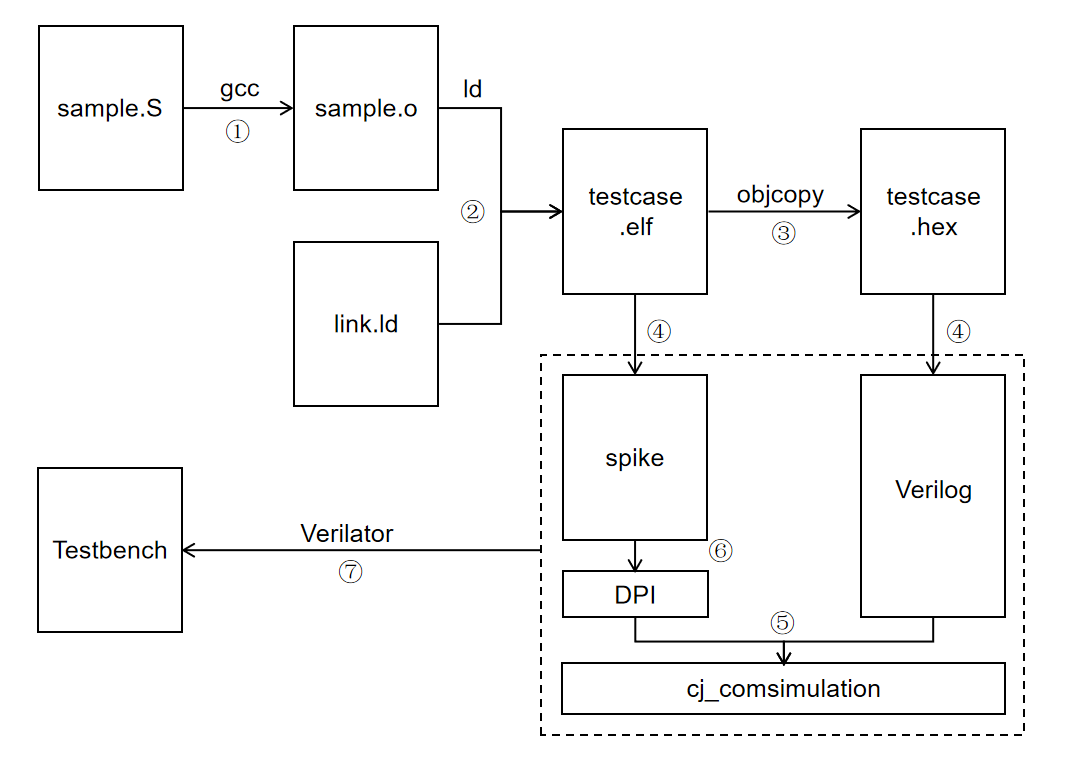 sample.S
gcc
①
sample.o
ld
②
link.ld
testcase
.elf
objcopy
③
testcase
.hex
④
④
spike
Verilog
⑥
DPI
⑤
cj_comsimulation
Verilator
⑦
Testbench